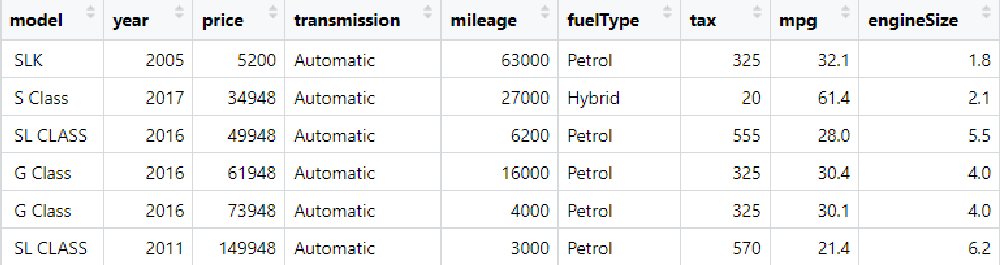 model year price transmission mileage fuelType tax mpg engineSize
SLK 2005 5200 Automatic 63000 Petrol 325 32.1 1.8
S Class 2017 34948 Automatic 27000 Hybrid 20 61.4 2.1
SL CLASS 2016 49948 Automatic 6200 Petrol 555 28.0 5.5
G Class 2016 61948 Automatic 16000 Petrol 325 30.4 4.0
G Class 2016 73948 Automatic 4000 Petrol 325 30.1 4.0
SL CLASS 2011 149948 Automatic 3000 Petrol 570 21.4 6.2